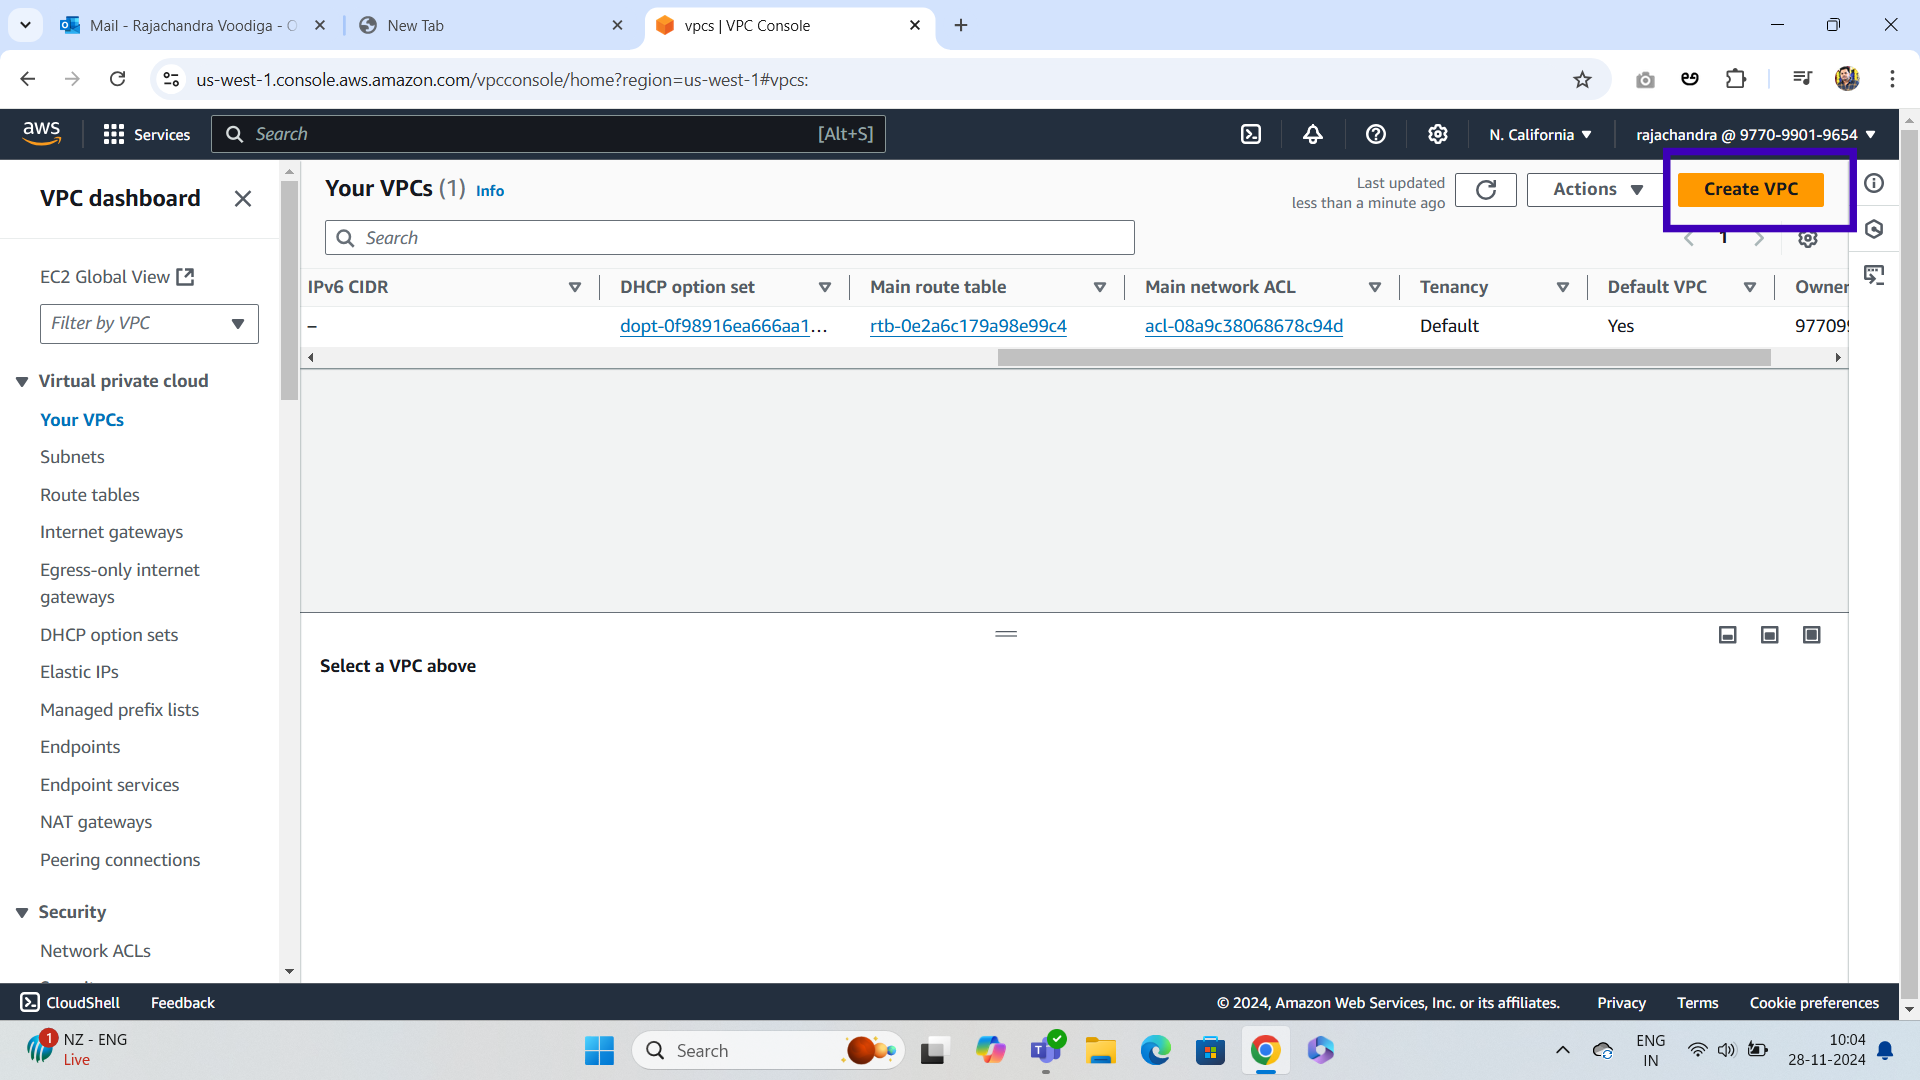 Mail - Rajachandra Voodiga - O
New Tab
vpcs | VPC Console
us-west-1.console.aws.amazon.com/vpcconsole/home?region=us-west-1#vpcs:
aws
Services
Search
[Alt+S]
N. California
rajachandra @ 9770-9901-9654
VPC dashboard
EC2 Global View
Filter by VPC
Virtual private cloud
Your VPCs
Subnets
Route tables
Internet gateways
Egress-only internet
gateways
DHCP option sets
Elastic IPs
Managed prefix lists
Endpoints
Endpoint services
NAT gateways
Peering connections
Security
Network ACLs
Your VPCs (1) Info
Last updated
less than a minute ago
Actions
Create VPC
Search
1
IPv6 CIDR
DHCP option set
Main route table
Main network ACL
Tenancy
Default VPC
Owner
–
dopt-0f98916ea666aa1...
rtb-0e2a6c179a98e99c4
acl-08a9c38068678c94d
Default
Yes
97709
Select a VPC above
CloudShell
Feedback
© 2024, Amazon Web Services, Inc. or its affiliates.
Privacy
Terms
Cookie preferences
1
NZ - ENG
Live
Search
ENG
IN
10:04
28-11-2024